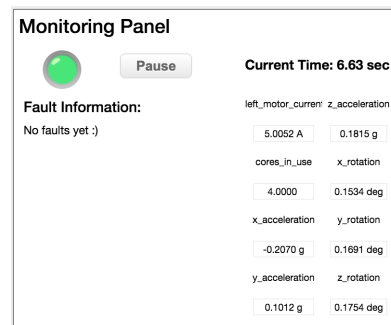 Monitoring Panel
Pause
Current Time: 6.63 sec
Fault Information:
No faults yet :)
left_motor_current z_acceleration
5.0052 A 0.1815 g
cores_in_use x_rotation
4.0000 0.1534 deg
x_acceleration y_rotation
-0.2070 g 0.1691 deg
y_acceleration z_rotation
0.1012 g 0.1754 deg